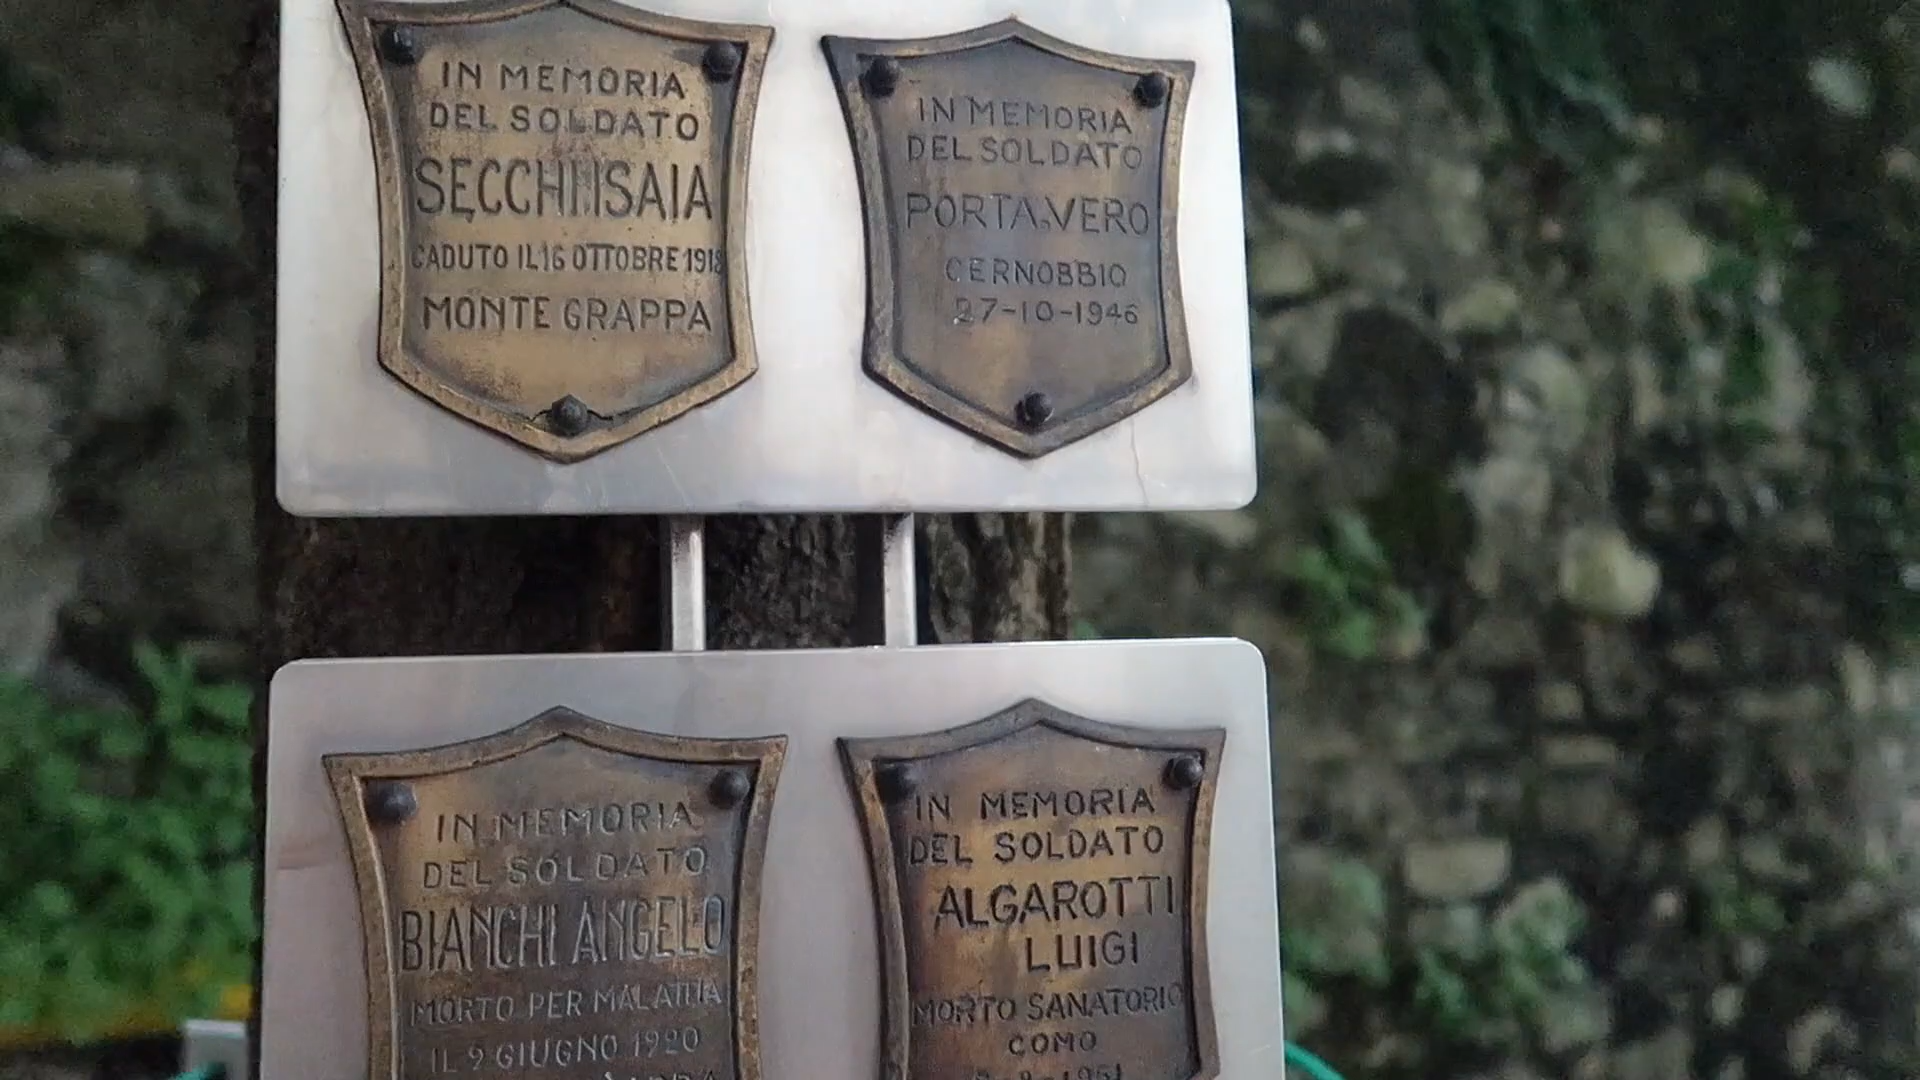 IN MEMORIA
DEL SOLDATO
SECCHI ISAIA
CADUTO IL 16 OTTOBRE 1918
MONTE GRAPPA
IN MEMORIA
DEL SOLDATO
PORTA VERO
CERNOBBIO
27-10-1946
IN MEMORIA
DEL SOLDATO
BIANCHI ANGELO
MORTO PER MALATTIA
IL 9 GIUGNO 1920
IN MEMORIA
DEL SOLDATO
ALGAROTTI
LUIGI
MORTO SANATORIO
COMO